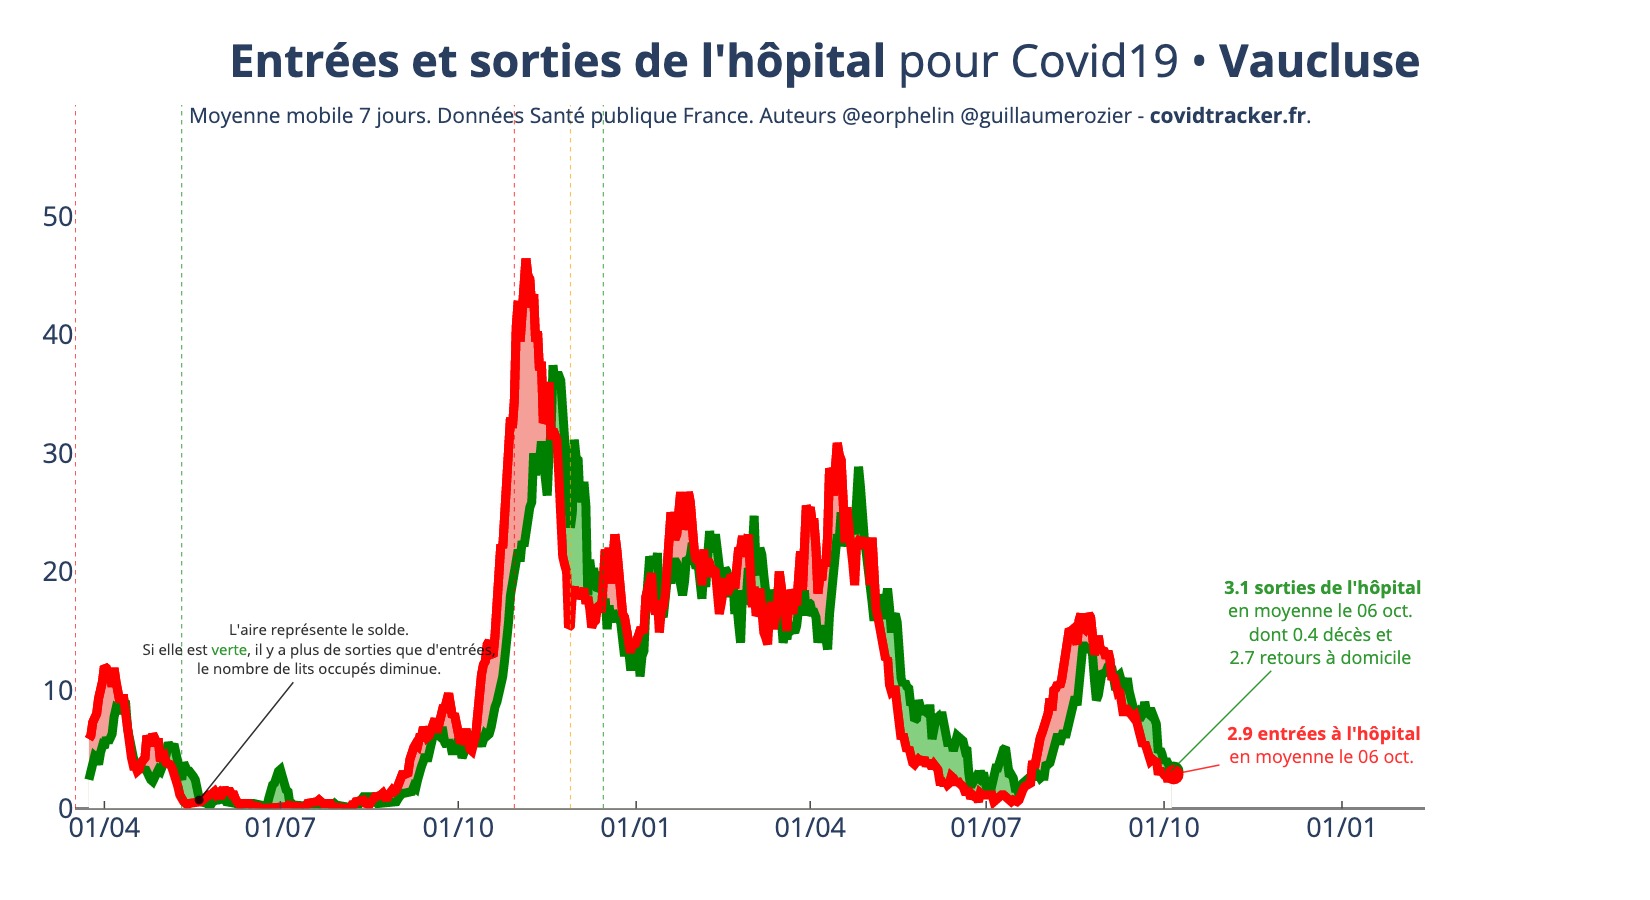 Entrées et sorties de l'hôpital pour Covid19 • Vaucluse
Moyenne mobile 7 jours. Données Santé publique France. Auteurs @eorphelin @guillaumerozier - covidtracker.fr.
50
40
30
20
10
0
L'aire représente le solde.
Si elle est verte, il y a plus de sorties que d'entrées,
le nombre de lits occupés diminue.
3.1 sorties de l'hôpital
en moyenne le 06 oct.
dont 0.4 décès et
2.7 retours à domicile
2.9 entrées à l'hôpital
en moyenne le 06 oct.
01/04 01/07 01/10 01/01 01/04 01/07 01/10 01/01